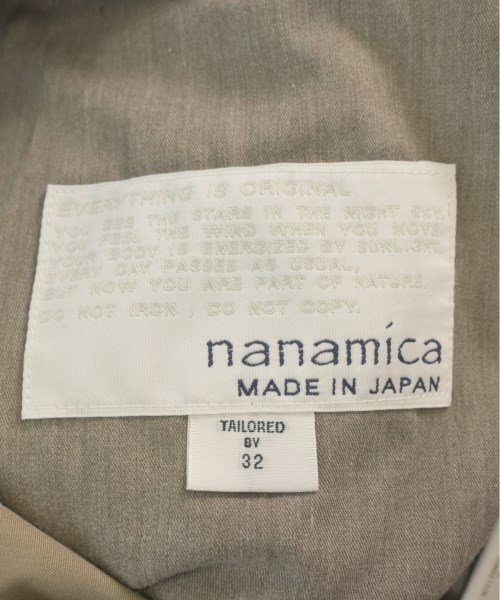 EVERYTHING IS ORIGINAL
YOU SEE THE STARS IN THE NIGHT SKY.
YOU FEEL THE WIND WHEN YOU MOVE.
YOUR BODY IS ENERGIZED BY SUNLIGHT.
EVERY DAY PASSES AS USUAL,
BUT NOW YOU ARE PART OF NATURE.
DO NOT IRON , DO NOT COPY.
nanamica
MADE IN JAPAN
TAILORED
BY
32